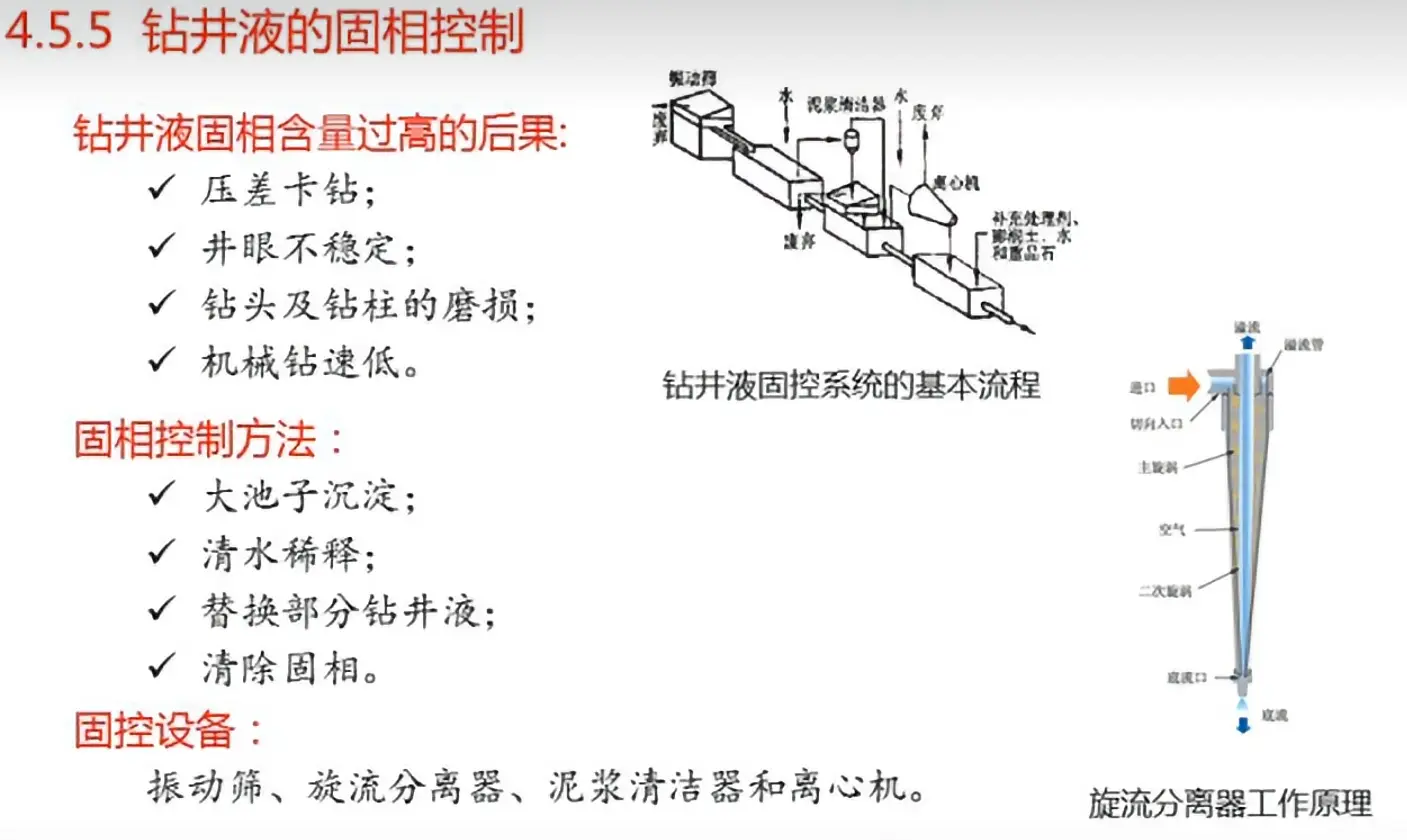 4.5.5 钻井液的固相控制
钻井液固相含量过高的后果:
✓ 压差卡钻;
✓ 井眼不稳定;
✓ 钻头及钻柱的磨损;
✓ 机械钻速低。
固相控制方法：
✓ 大池子沉淀;
✓ 清水稀释;
✓ 替换部分钻井液;
✓ 清除固相。
固控设备：
振动筛、旋流分离器、泥浆清洁器和离心机。
振动筛
废弃
水
泥浆清洁器
水
废弃
离心机
废弃
补充处理剂、
膨润土、水
和重晶石
钻井液固控系统的基本流程
溢流
溢流管
进口
切向入口
主旋涡
空气
二次旋涡
底流口
底流
旋流分离器工作原理